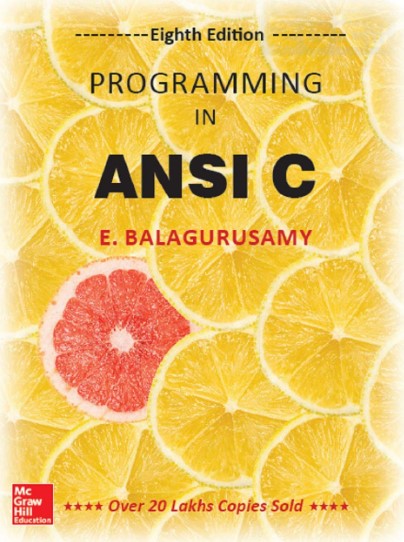 ---------Eighth Edition ---------
PROGRAMMING
IN
ANSI C
E. BALAGURUSAMY
Mc
Graw
Hill
Education
★★★★ Over 20 Lakhs Copies Sold ★★★★